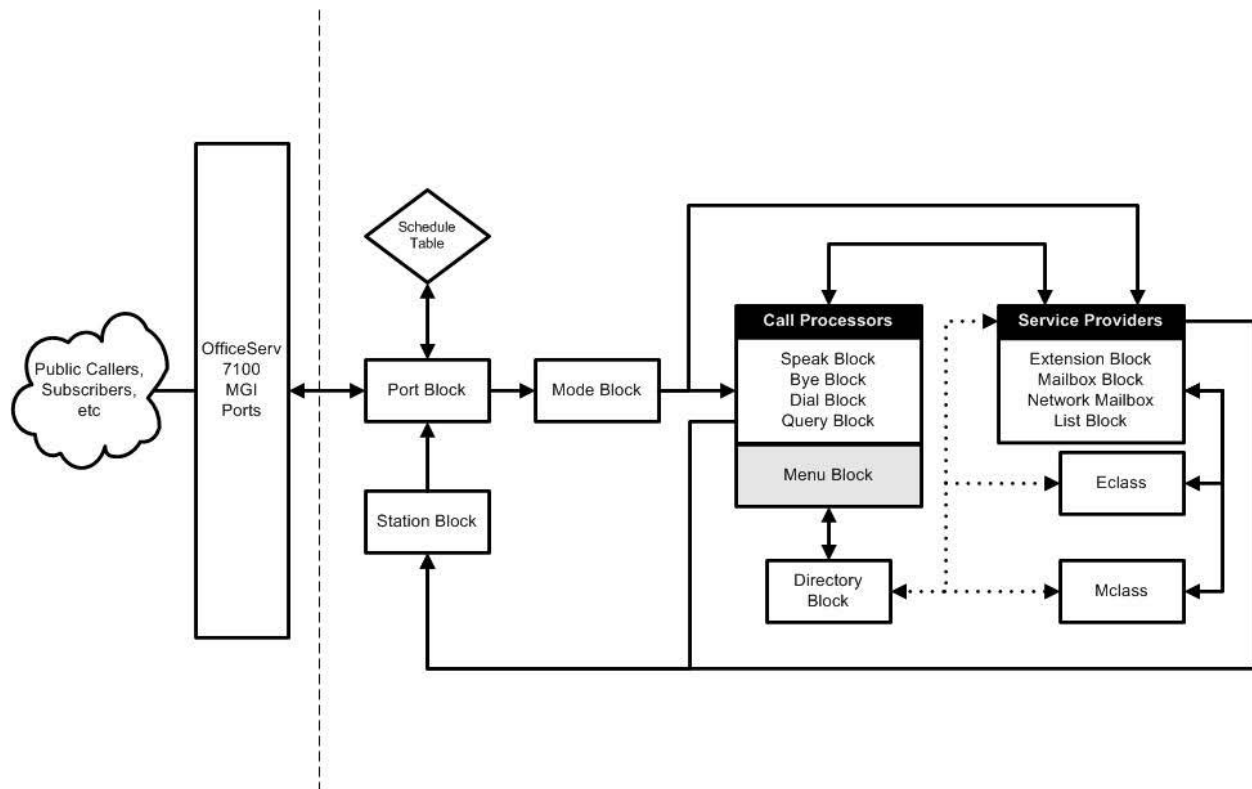 Public Callers,
Subscribers,
etc
OfficeServ
7100
MGI
Ports
Schedule
Table
Port Block
Station Block
Mode Block
Call Processors
Speak Block
Bye Block
Dial Block
Query Block
Menu Block
Directory
Block
Service Providers
Extension Block
Mailbox Block
Network Mailbox
List Block
Eclass
Mclass